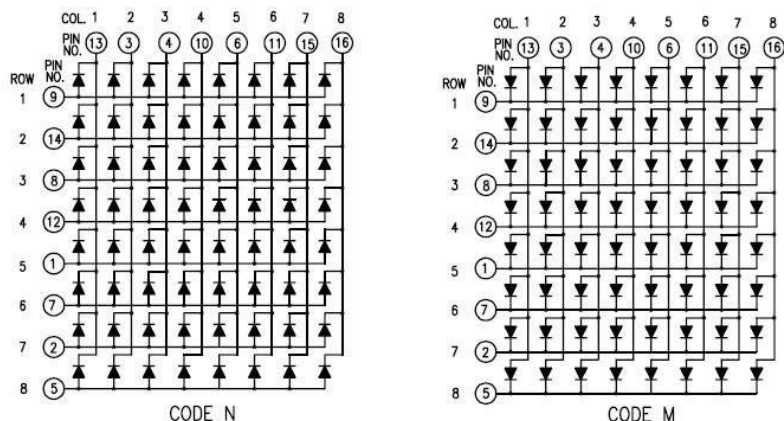 COL. 1 2 3 4 5 6 7 8
PIN NO. 13 3 4 10 6 11 15 16
ROW PIN NO.
1 9
2 14
3 8
4 12
5 1
6 7
7 2
8 5
CODE N
COL. 1 2 3 4 5 6 7 8
PIN NO. 13 3 4 10 6 11 15 16
ROW PIN NO.
1 9
2 14
3 8
4 12
5 1
6 7
7 2
8 5
CODE M